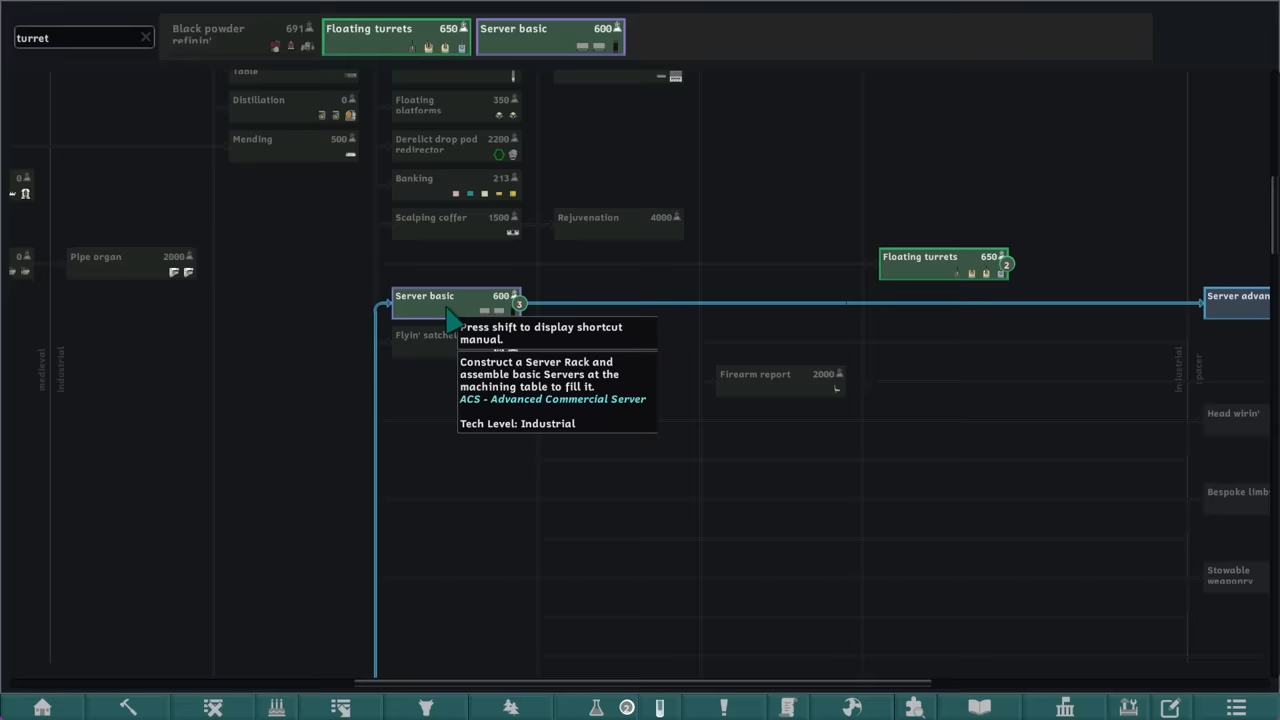 turret
Black powder
refinin'
691
Floating turrets
650
Server basic
600
Table
Distillation
0
Mending
500
Floating
platforms
350
Derelict drop pod
redirector
2200
Banking
213
Scalping coffer
1500
Rejuvenation
4000
0
0
Pipe organ
2000
Floating turrets
650
2
Server basic
600
3
Server advan
Flyin' satchel
Press shift to display shortcut
manual.
Construct a Server Rack and
assemble basic Servers at the
machining table to fill it.
ACS - Advanced Commercial Server
Tech Level: Industrial
Firearm report
2000
medieval
Industrial
Industrial
spacer
Head wirin'
Bespoke limb
Stowable
weaponry
2